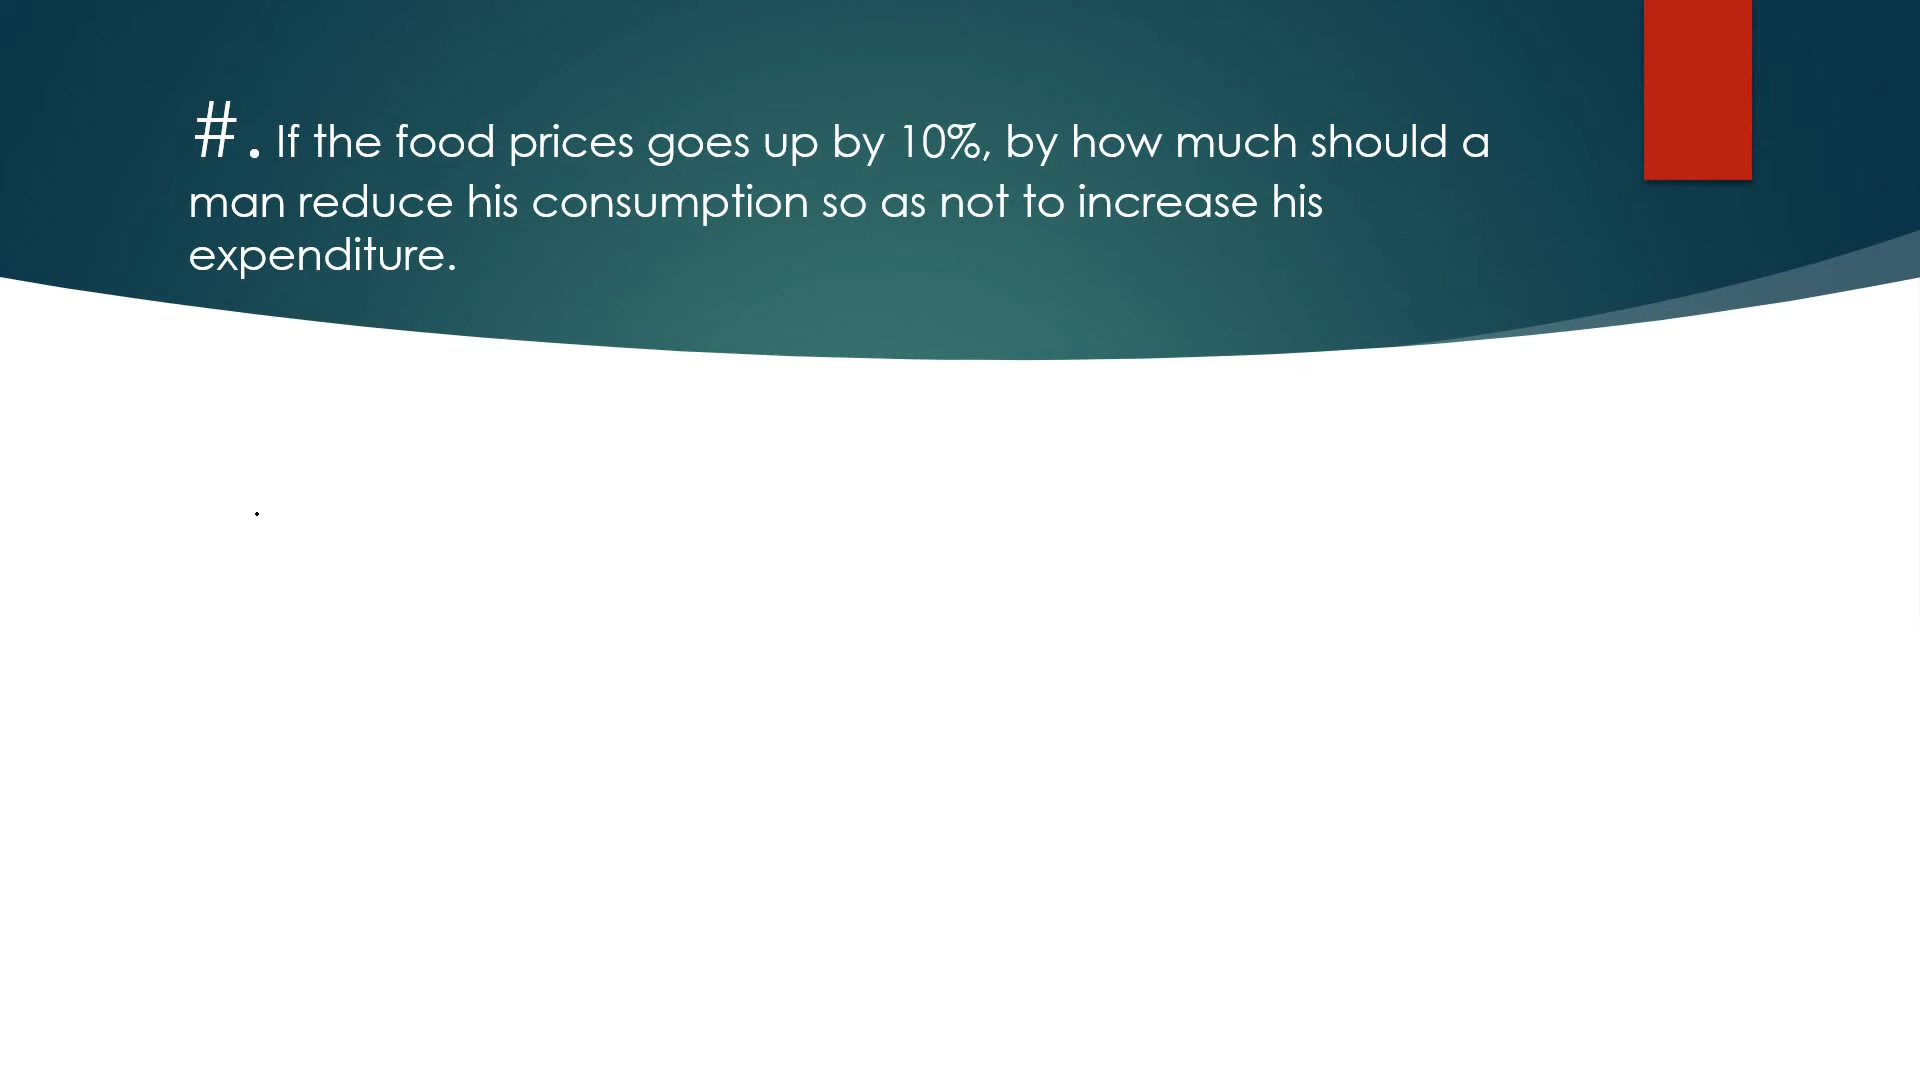 #. If the food prices goes up by 10%, by how much should a
man reduce his consumption so as not to increase his
expenditure.